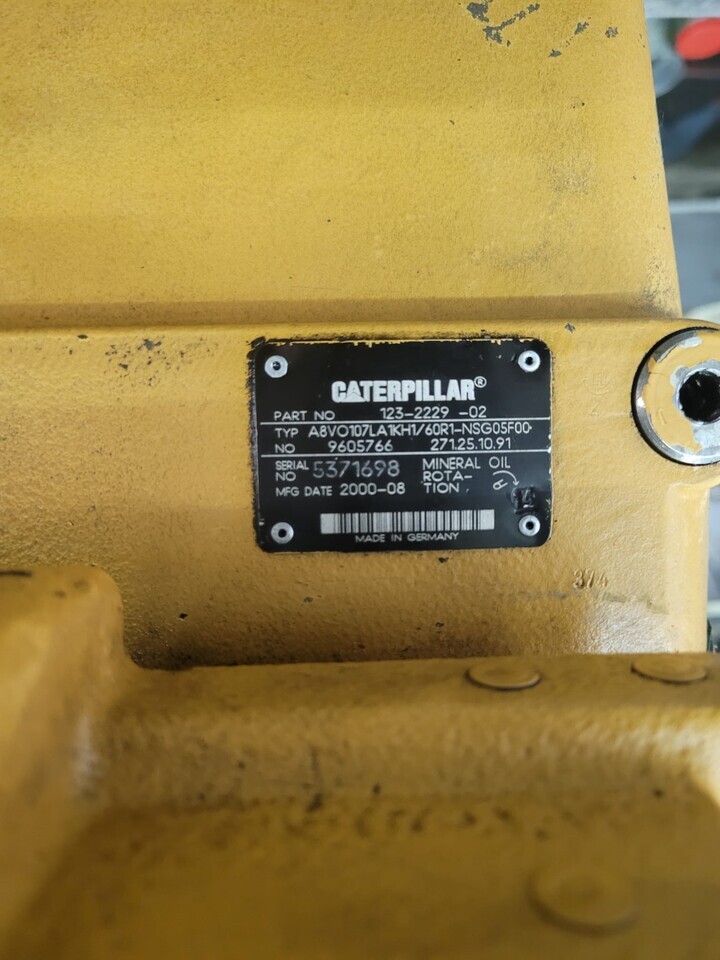 CATERPILLAR®
PART NO 123-2229 -02
TYP A8VO107LA1KH1/60R1-NSG05F00
NO 9605766 271.25.10.91
SERIAL NO 5371698 MINERAL OIL
MFG DATE 2000-08 ROTA-TION R
14
MADE IN GERMANY
374